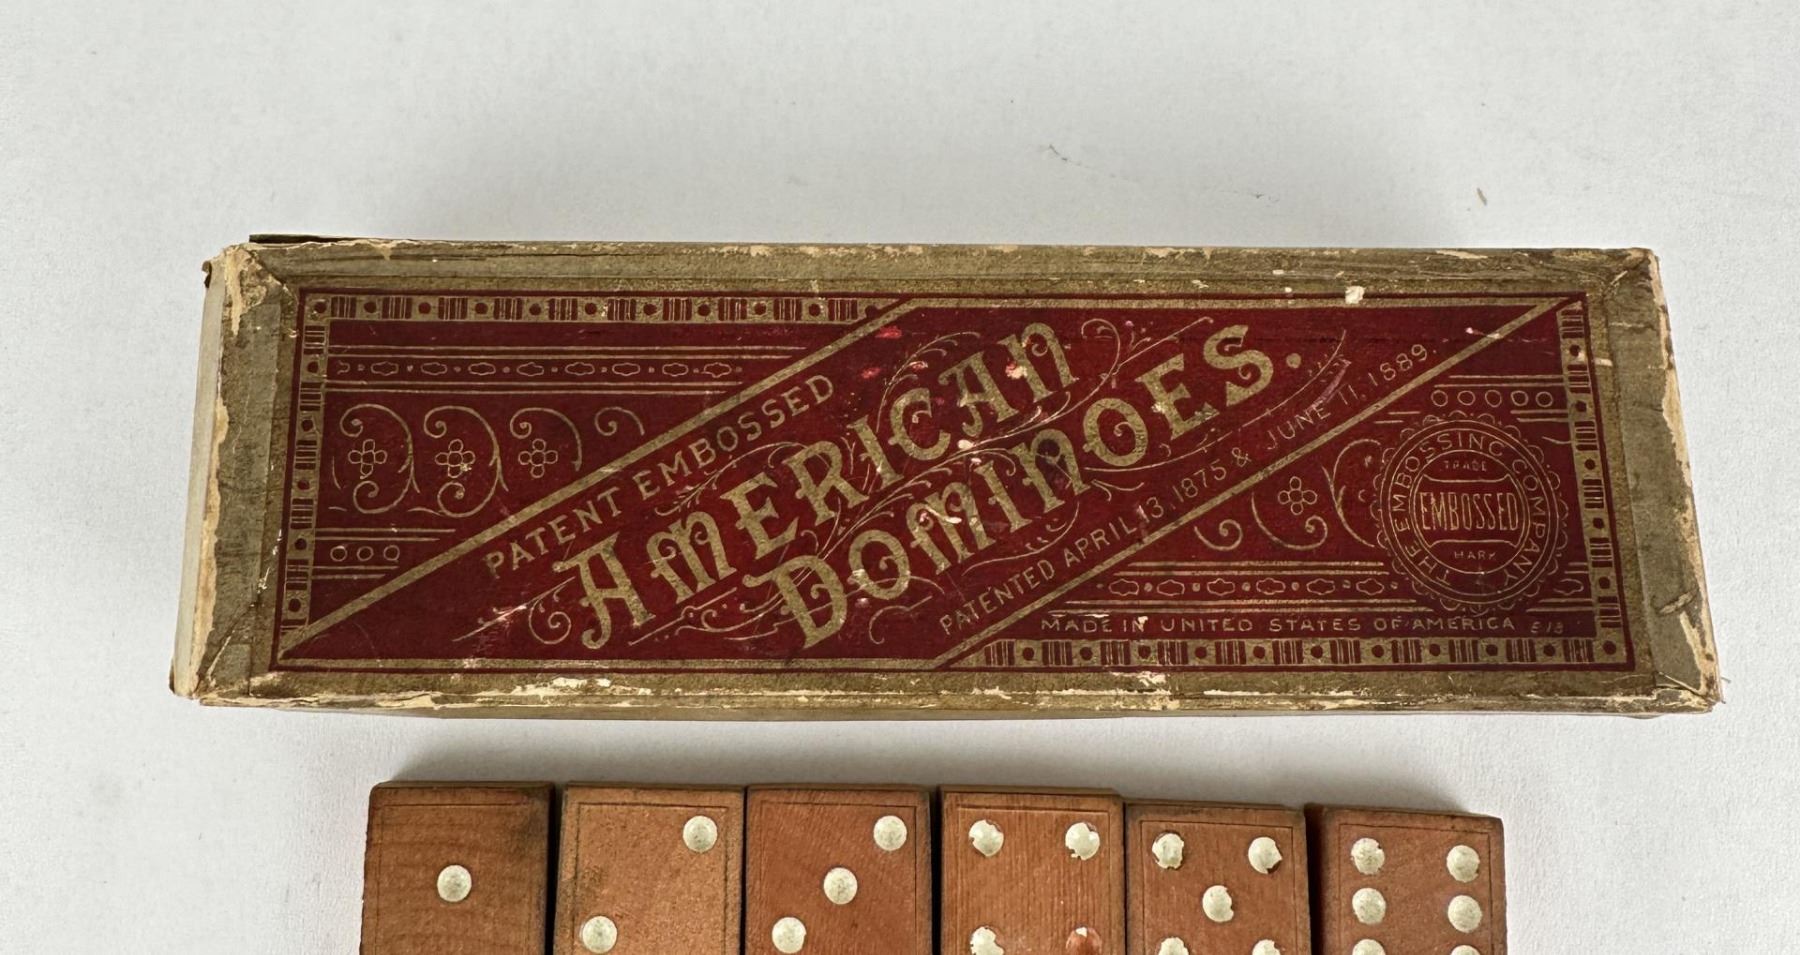 PATENT EMBOSSED
AMERICAN
DOMINOES.
PATENTED APRIL, 13, 1875 & JUNE 11, 1889.
THE EMBOSSING COMPANY
TRADE
EMBOSSED
MARK
MADE IN UNITED STATES OF AMERICA